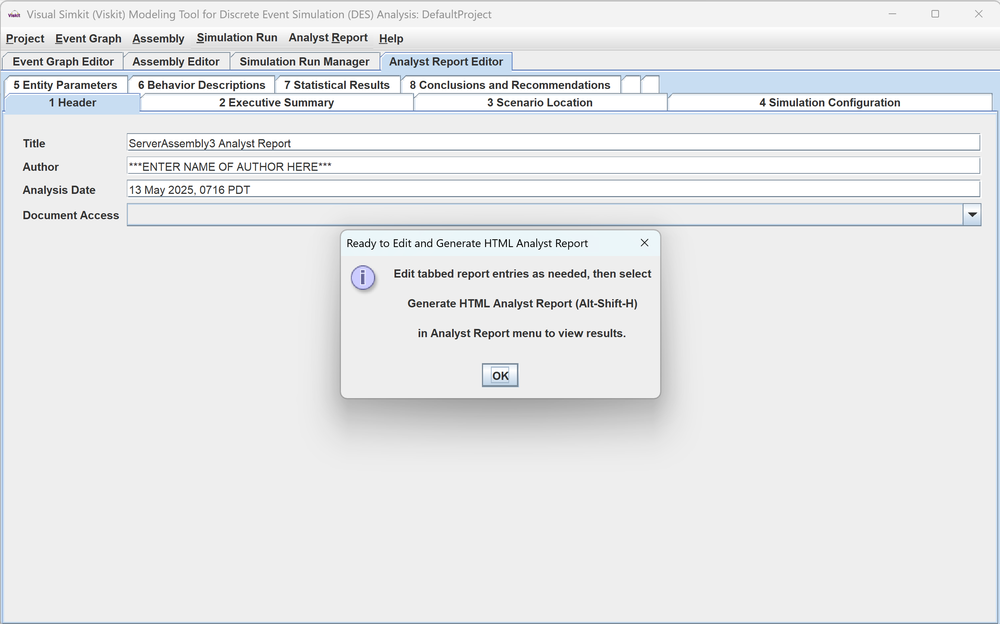 Viskit Visual Simkit (Viskit) Modeling Tool for Discrete Event Simulation (DES) Analysis: DefaultProject
Project Event Graph Assembly Simulation Run Analyst Report Help
Event Graph Editor Assembly Editor Simulation Run Manager Analyst Report Editor
5 Entity Parameters 6 Behavior Descriptions 7 Statistical Results 8 Conclusions and Recommendations
1 Header 2 Executive Summary 3 Scenario Location 4 Simulation Configuration
Title ServerAssembly3 Analyst Report
Author ***ENTER NAME OF AUTHOR HERE***
Analysis Date 13 May 2025, 0716 PDT
Document Access
Ready to Edit and Generate HTML Analyst Report
Edit tabbed report entries as needed, then select
Generate HTML Analyst Report (Alt-Shift-H)
in Analyst Report menu to view results.
OK